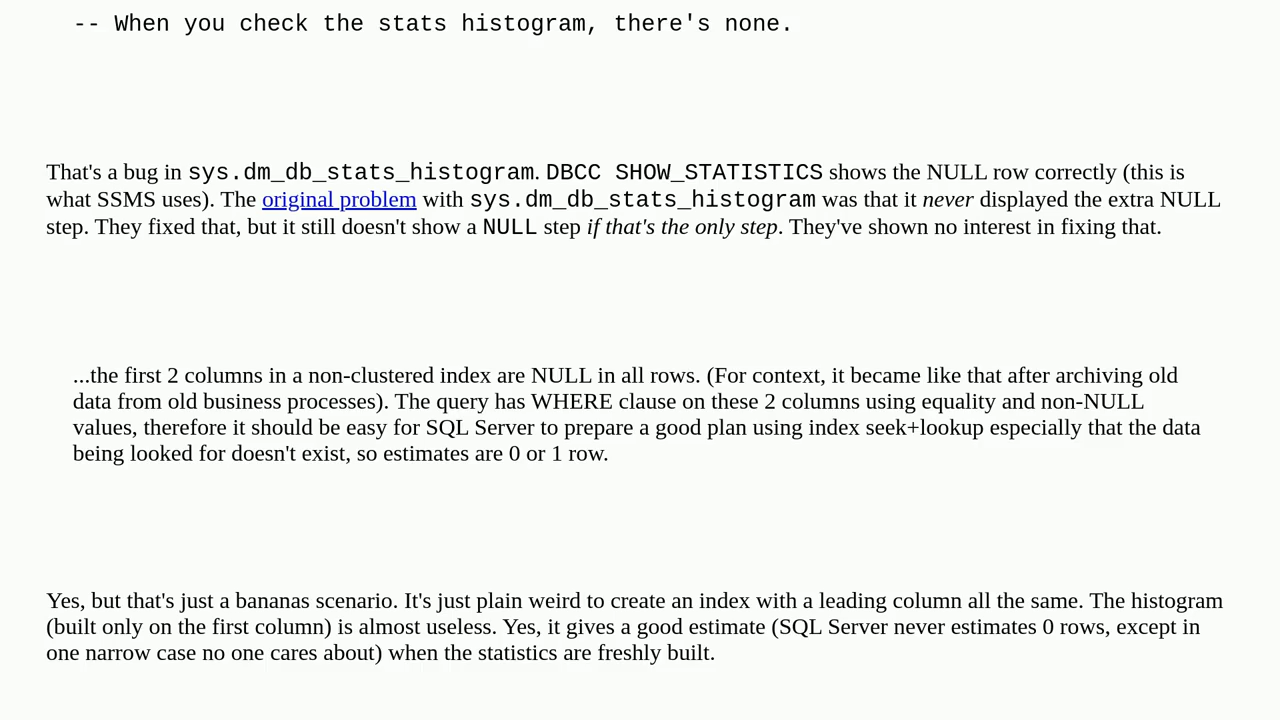 -- When you check the stats histogram, there's none.
That's a bug in sys.dm_db_stats_histogram. DBCC SHOW_STATISTICS shows the NULL row correctly (this is
what SSMS uses). The original problem with sys.dm_db_stats_histogram was that it never displayed the extra NULL
step. They fixed that, but it still doesn't show a NULL step if that's the only step. They've shown no interest in fixing that.
...the first 2 columns in a non-clustered index are NULL in all rows. (For context, it became like that after archiving old
data from old business processes). The query has WHERE clause on these 2 columns using equality and non-NULL
values, therefore it should be easy for SQL Server to prepare a good plan using index seek+lookup especially that the data
being looked for doesn't exist, so estimates are 0 or 1 row.
Yes, but that's just a bananas scenario. It's just plain weird to create an index with a leading column all the same. The histogram
(built only on the first column) is almost useless. Yes, it gives a good estimate (SQL Server never estimates 0 rows, except in
one narrow case no one cares about) when the statistics are freshly built.